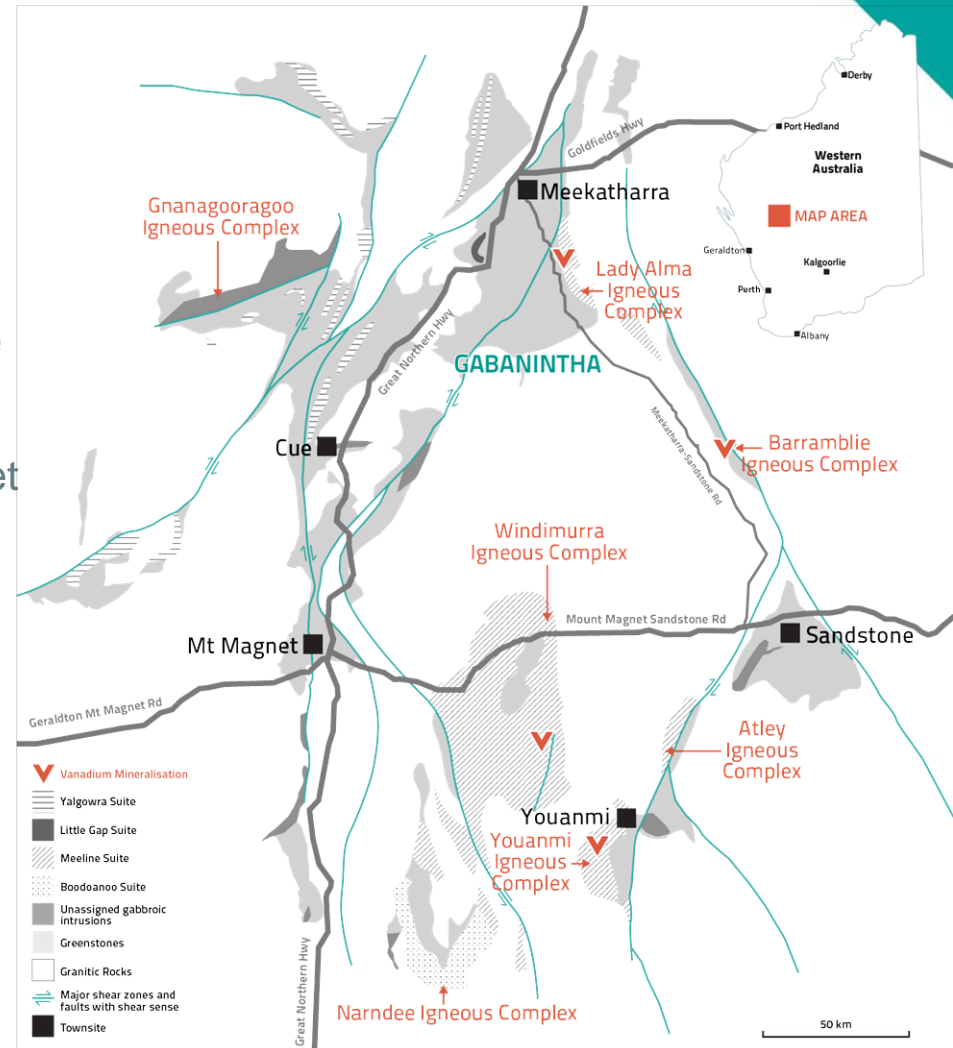 Derby
Port Hedland
Western
Australia
MAP AREA
Geraldton
Kalgoorlie
Perth
Albany
Goldfields Hwy
Meekatharra
Gnanagooragoo
Igneous Complex
Lady Alma
Igneous
Complex
Great Northern Hwy
GABANINTHA
Meekatharra-Sandstone Rd
Cue
Barramblie
Igneous Complex
et
Windimurra
Igneous Complex
Mount Magnet Sandstone Rd
Mt Magnet
Sandstone
Geraldton Mt Magnet Rd
Atley
Igneous
Complex
Youanmi
Youanmi
Igneous
Complex
Narndee Igneous Complex
Great Northern Hwy
Vanadium Mineralisation
Yalgowra Suite
Little Gap Suite
Meeline Suite
Boodoanoo Suite
Unassigned gabbroic
intrusions
Greenstones
Granitic Rocks
Major shear zones and
faults with shear sense
Townsite
50 km